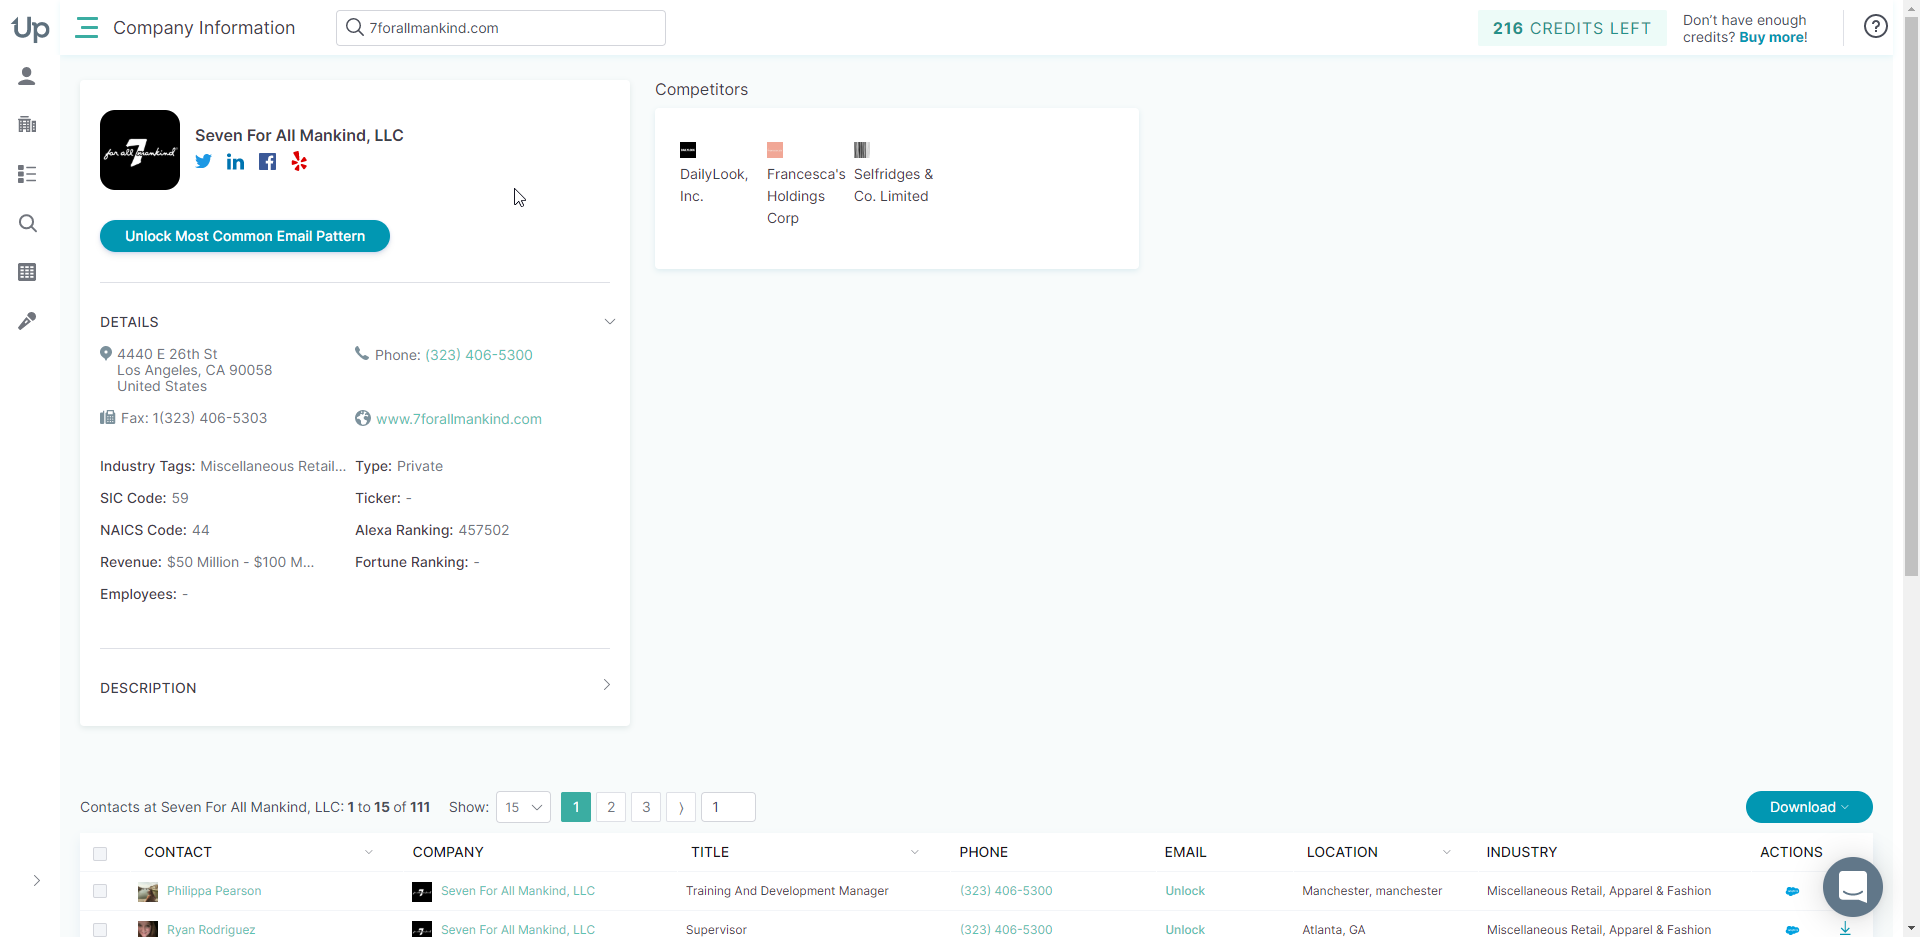 Up
Company Information
7forallmankind.com
216 CREDITS LEFT
Don't have enough
credits? Buy more!
for all 7 mankind
Seven For All Mankind, LLC
Unlock Most Common Email Pattern
DETAILS
4440 E 26th St
Los Angeles, CA 90058
United States
Phone: (323) 406-5300
Fax: 1(323) 406-5303
www.7forallmankind.com
Industry Tags: Miscellaneous Retail...
Type: Private
SIC Code: 59
Ticker: -
NAICS Code: 44
Alexa Ranking: 457502
Revenue: $50 Million - $100 M...
Fortune Ranking: -
Employees: -
DESCRIPTION
Competitors
DailyLook,
Inc.
Francesca's
Holdings
Corp
Selfridges &
Co. Limited
Contacts at Seven For All Mankind, LLC: 1 to 15 of 111 Show: 15 1 2 3 ⟩ 1
Download
CONTACT COMPANY TITLE PHONE EMAIL LOCATION INDUSTRY ACTIONS
Philippa Pearson Seven For All Mankind, LLC Training And Development Manager (323) 406-5300 Unlock Manchester, manchester Miscellaneous Retail, Apparel & Fashion
Ryan Rodriguez Seven For All Mankind, LLC Supervisor (323) 406-5300 Unlock Atlanta, GA Miscellaneous Retail, Apparel & Fashion